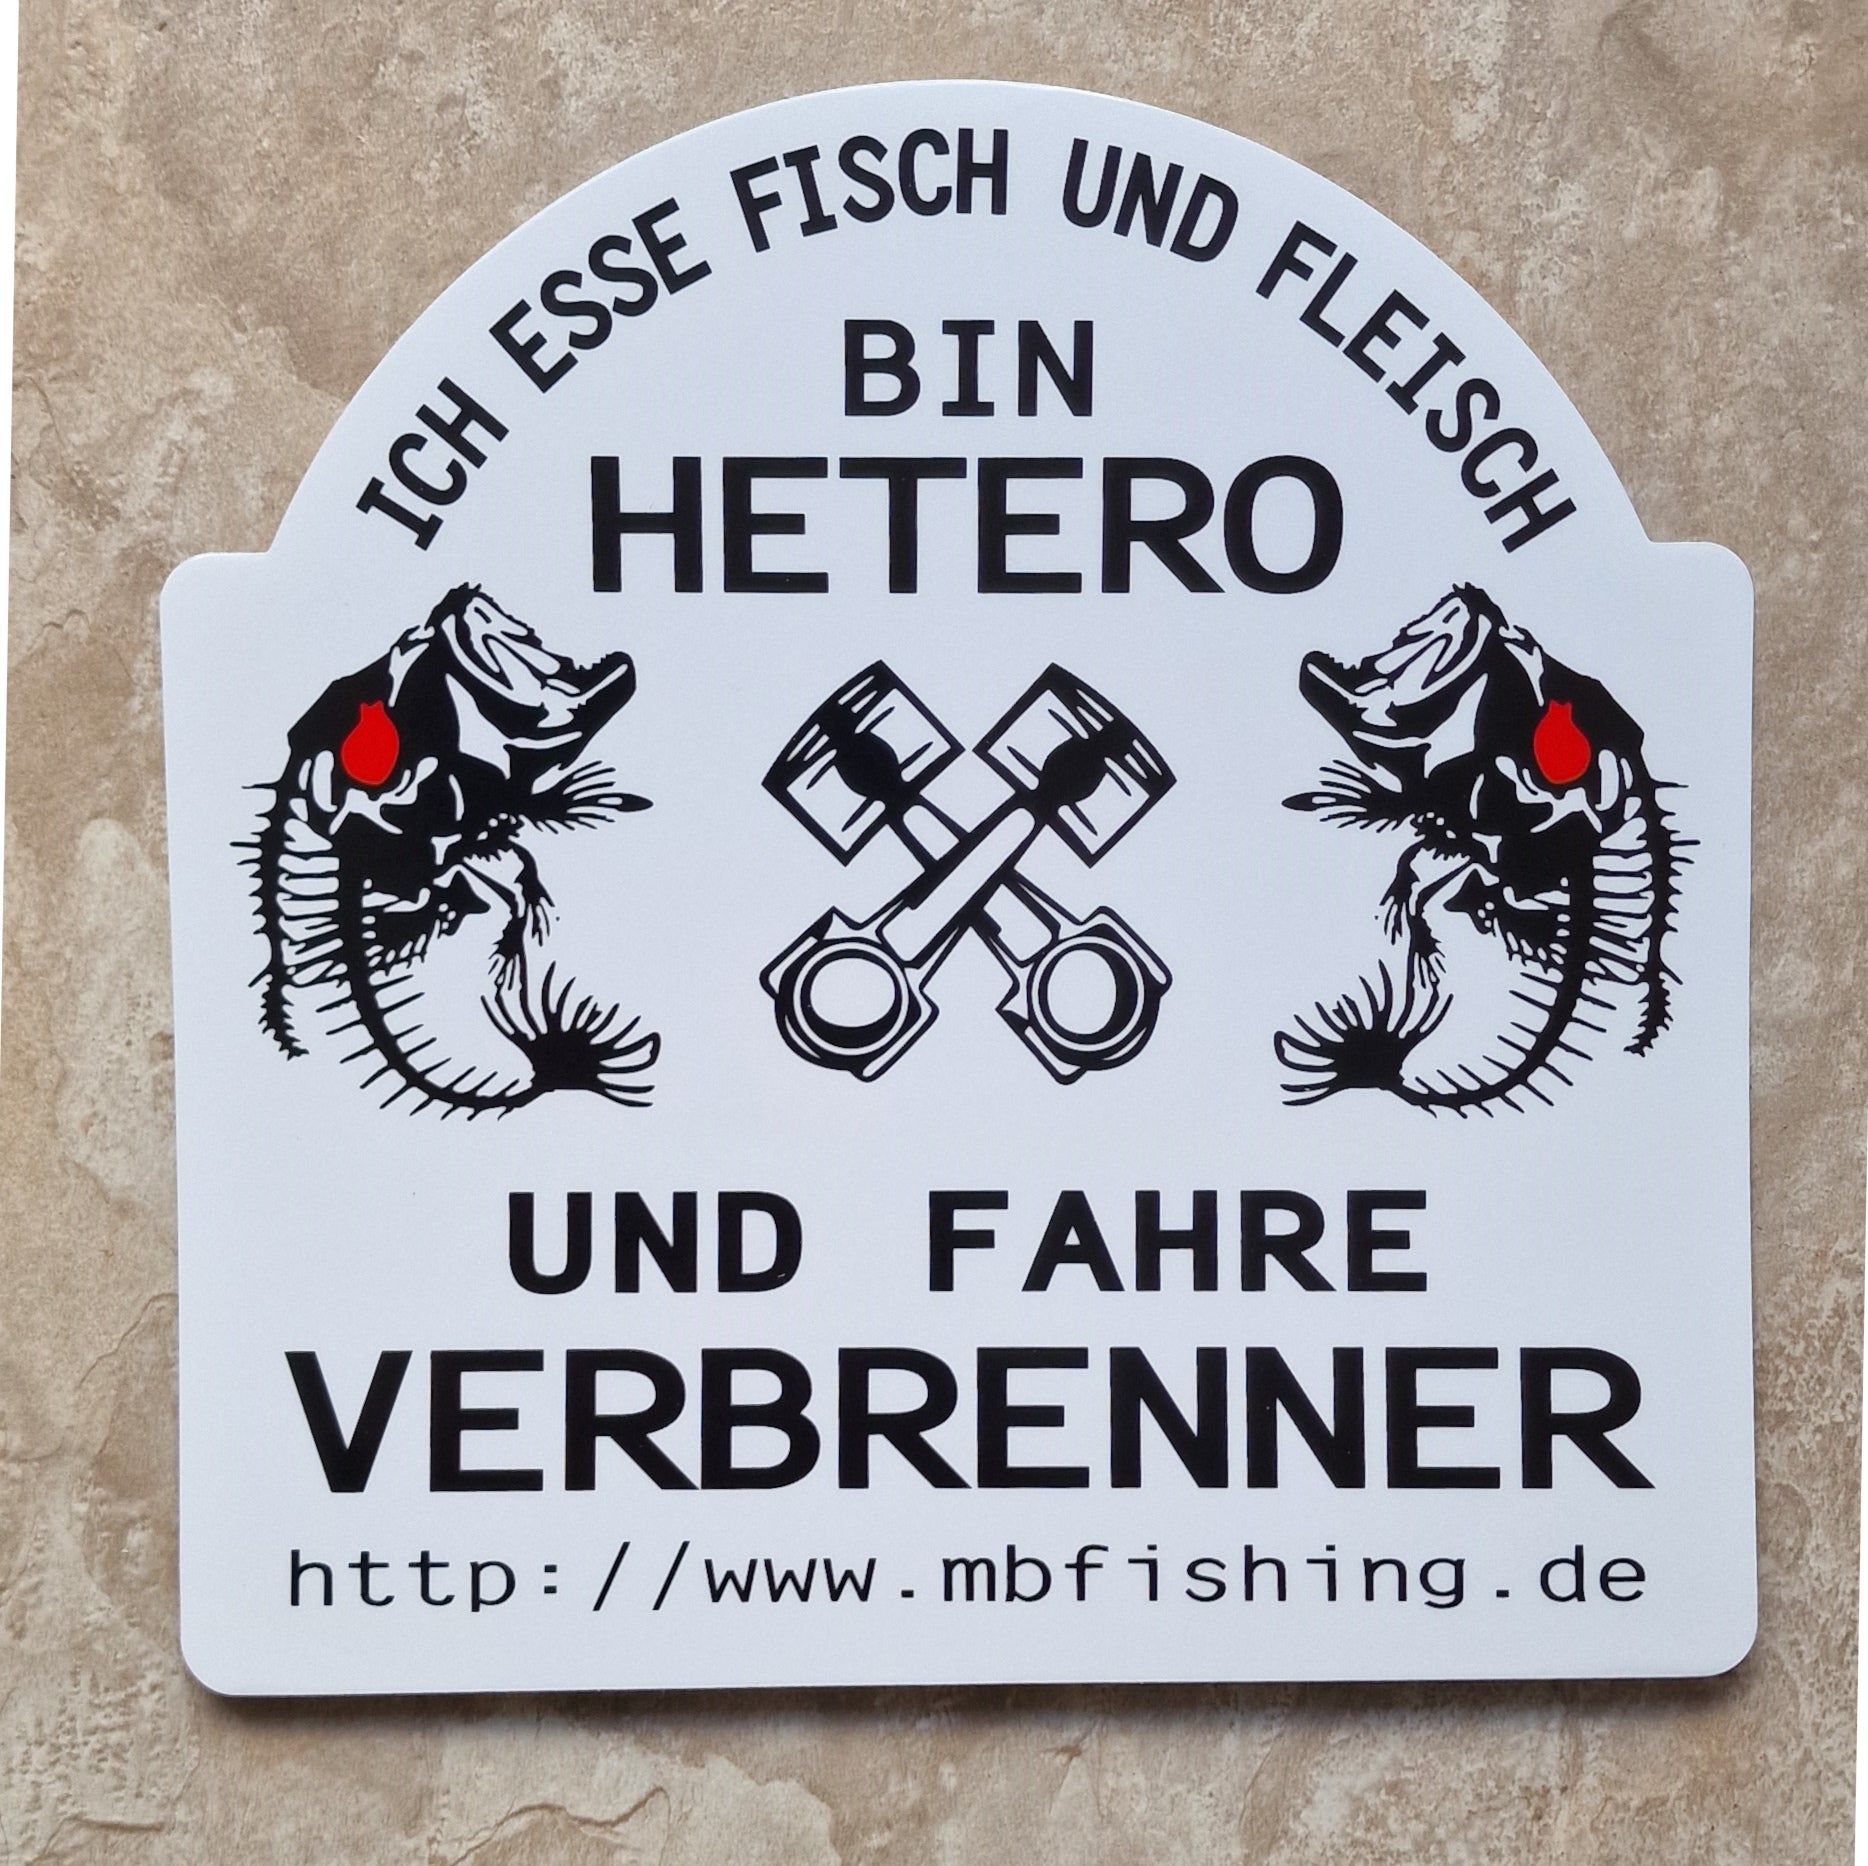 ICH ESSE FISCH UND FLEISCH
BIN
HETERO
UND FAHRE
VERBRENNER
http://www.mbfishing.de